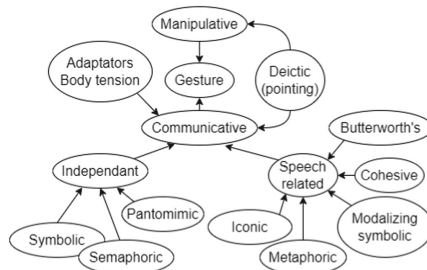 Manipulative
Adaptators
Body tension
Gesture
Deictic
(pointing)
Communicative
Butterworth's
Independant
Speech
related
Cohesive
Pantomimic
Iconic
Modalizing
symbolic
Symbolic
Semaphoric
Metaphoric